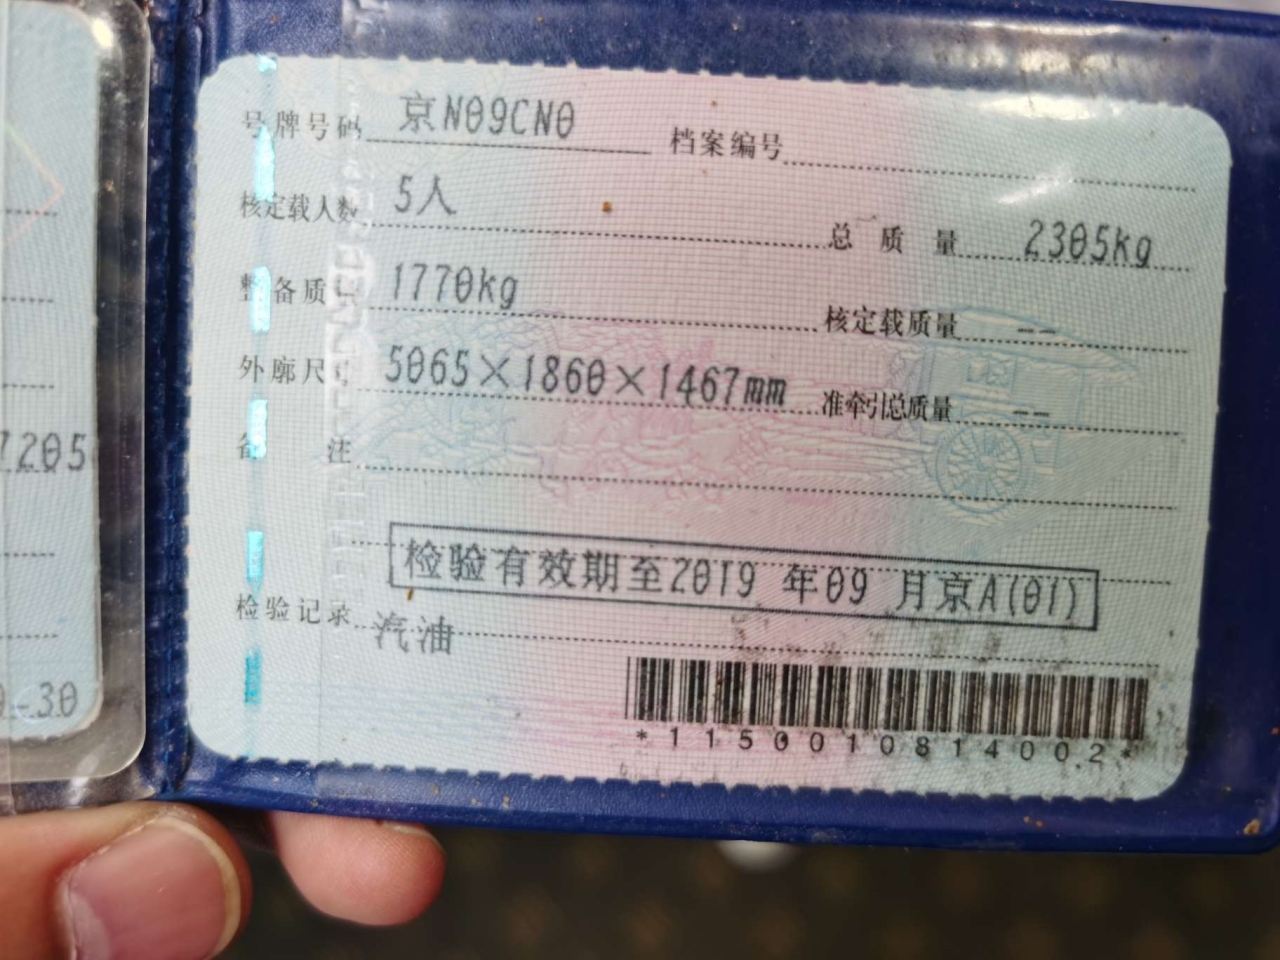 号牌号码 京N09CN0 档案编号
核定载人数 5人 总质量 2305kg
整备质量 1770kg 核定载质量 --
外廓尺寸 5065×1860×1467mm 准牵引总质量 --
备注
检验有效期至2019 年09 月京A(01)
检验记录 汽油
*1150010814002*
7205
-30